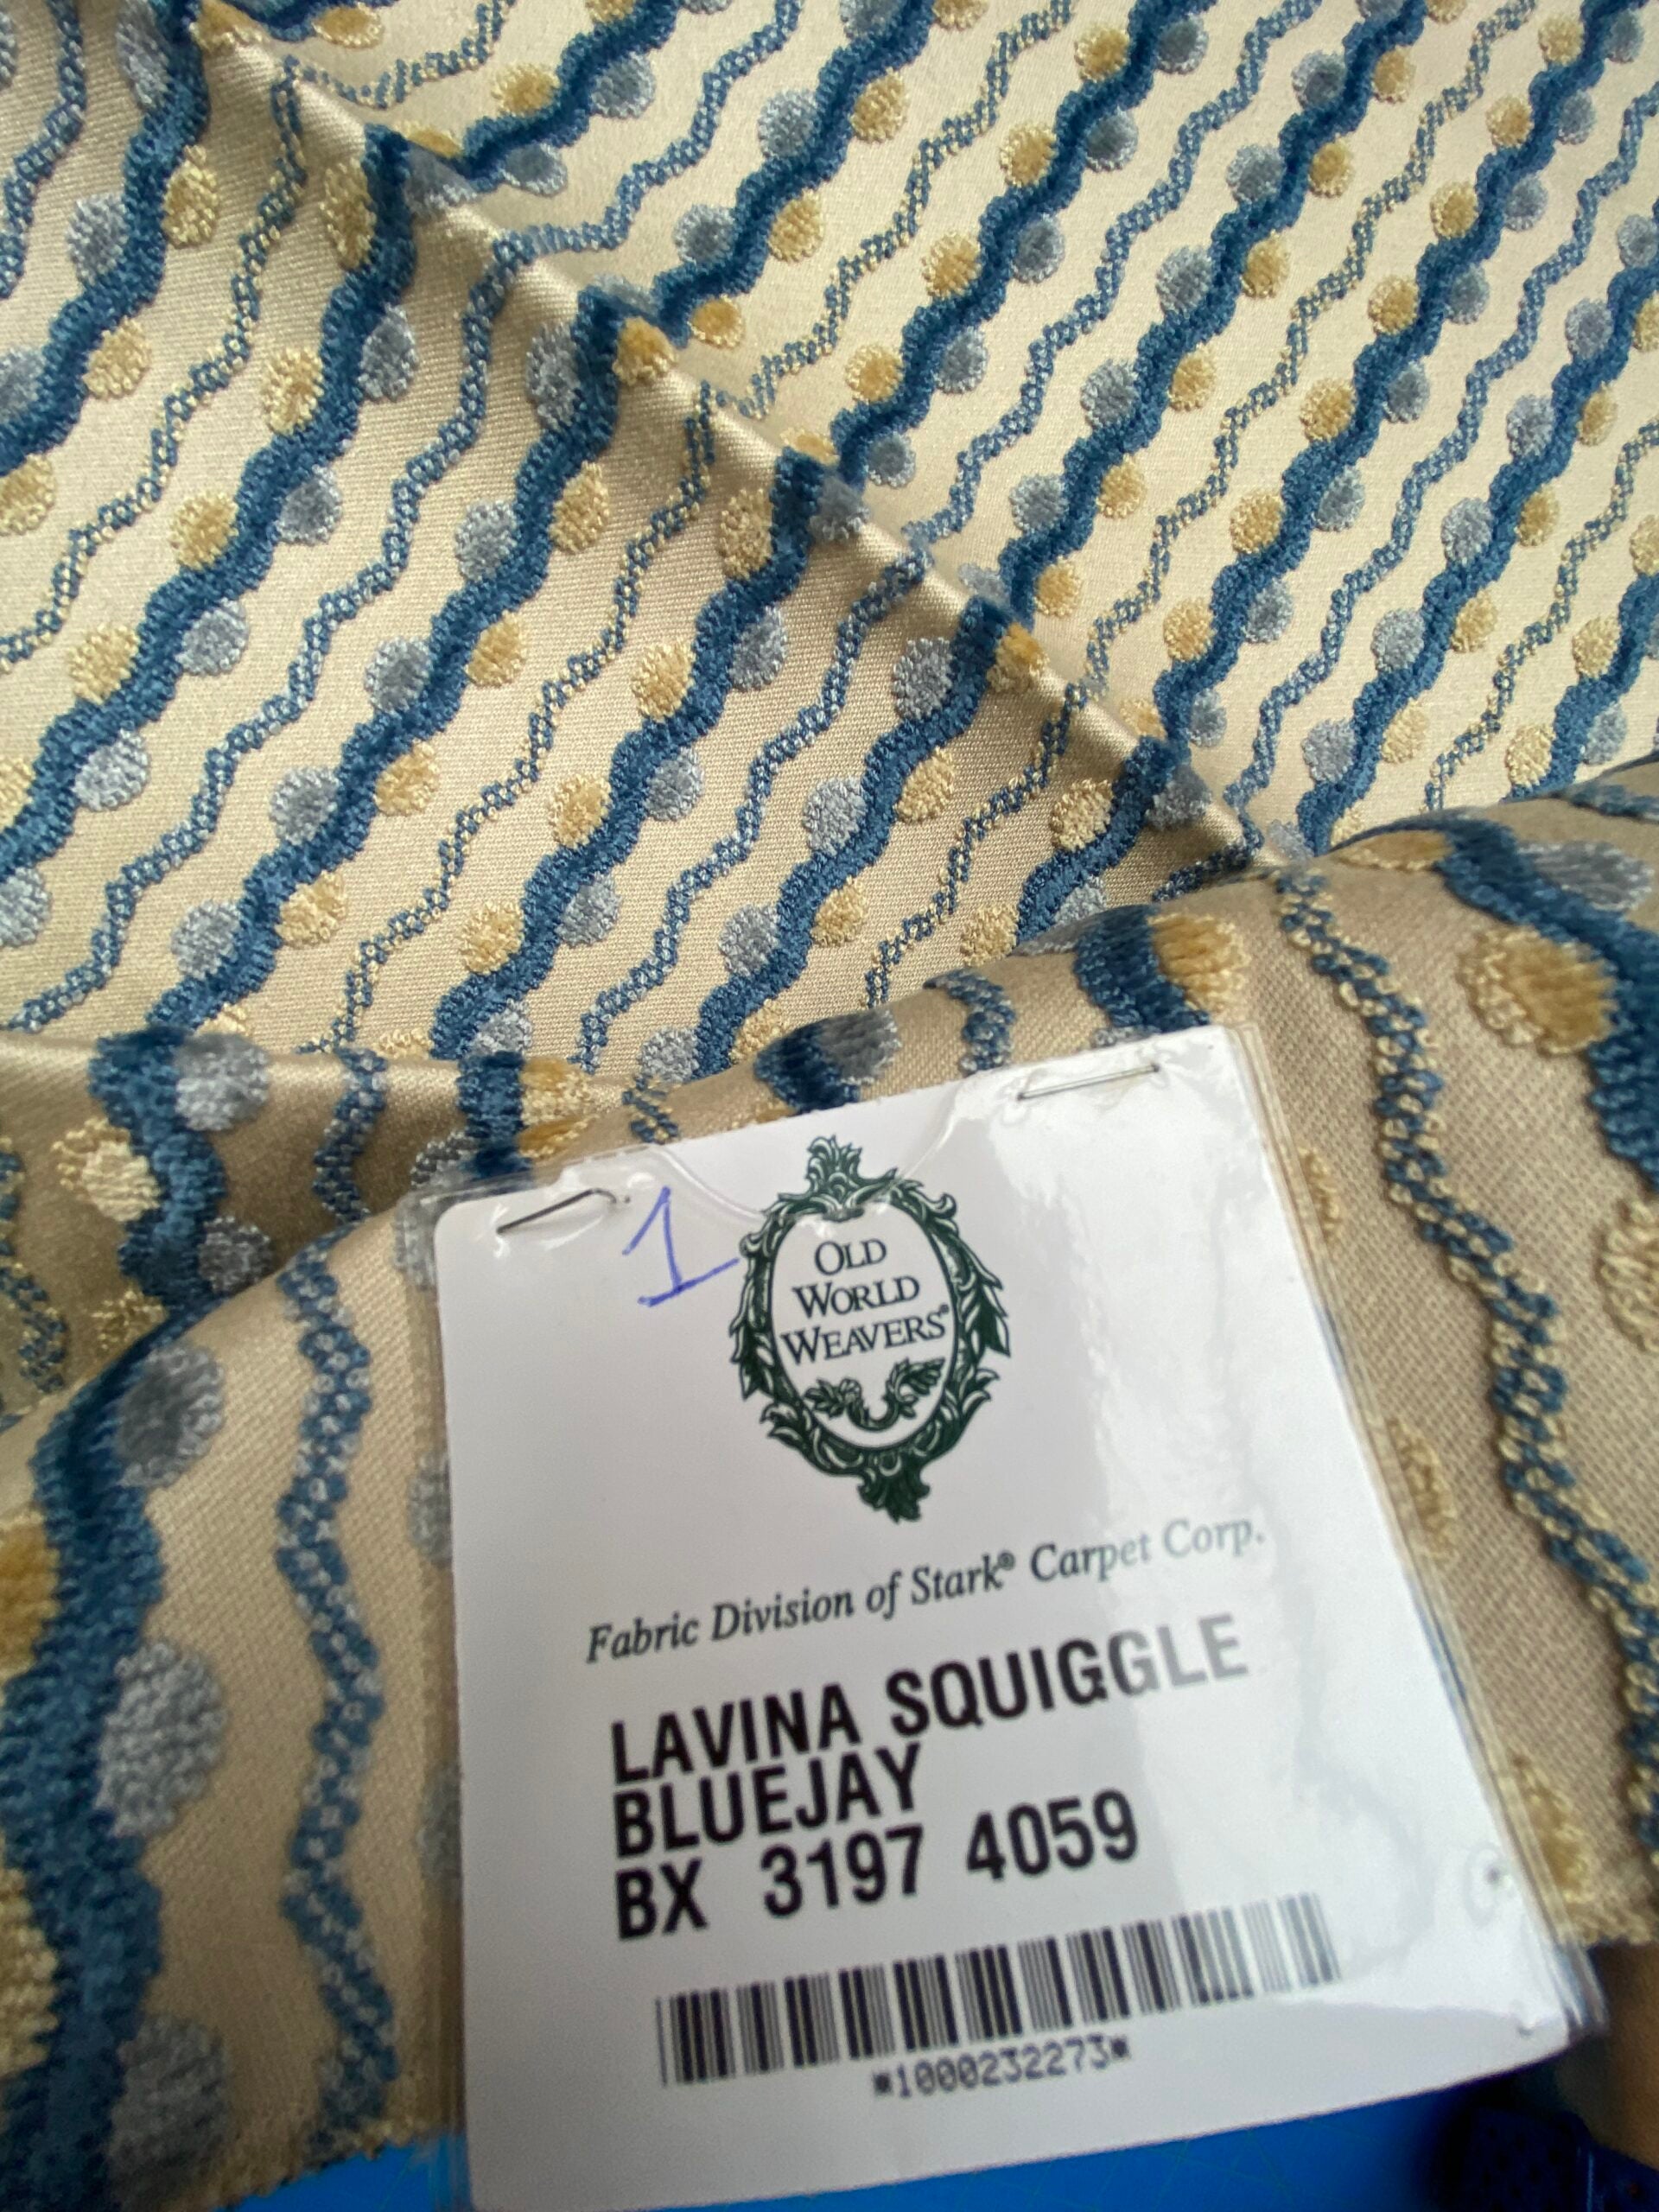 1
OLD
WORLD
WEAVERS®
Fabric Division of Stark® Carpet Corp.
LAVINA SQUIGGLE
BLUEJAY
BX 3197 4059
*1000232273*